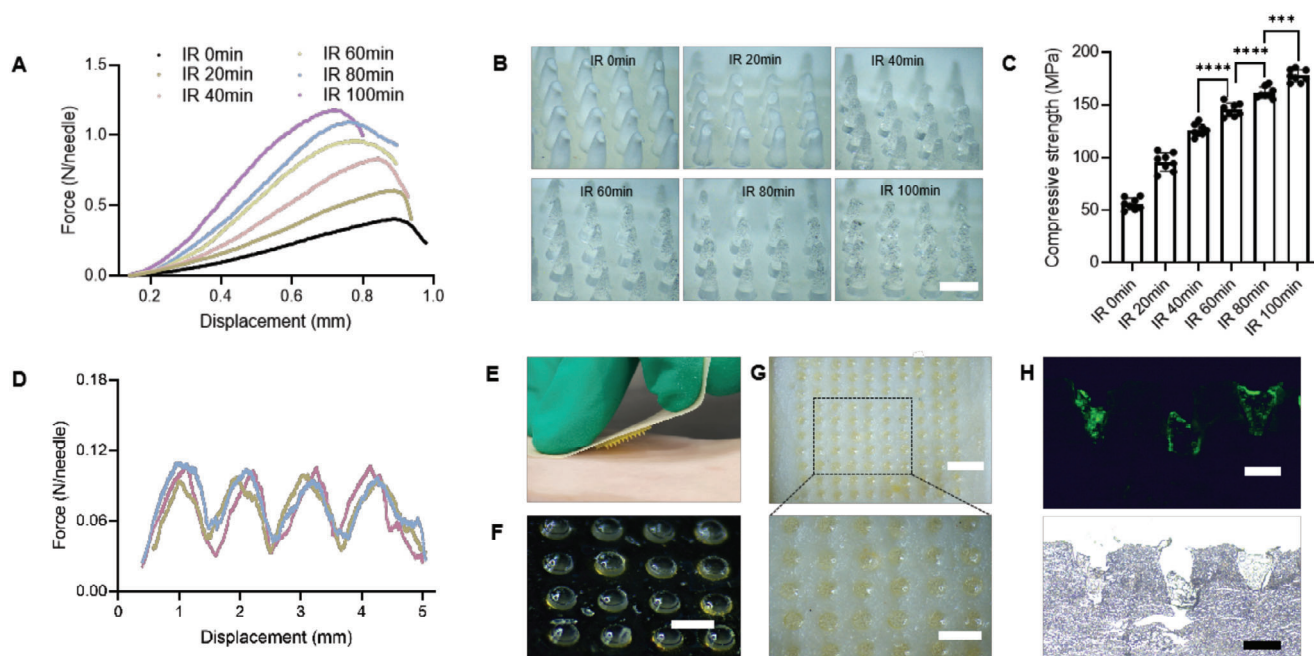 A
IR 0min
IR 20min
IR 40min
IR 60min
IR 80min
IR 100min
1.5
1.0
0.5
0.0
0.2
0.4
0.6
0.8
1.0
Force (N/needle)
Displacement (mm)
B
IR 0min
IR 20min
IR 40min
IR 60min
IR 80min
IR 100min
C
****
****
***
200
150
100
50
0
Compressive strength (MPa)
IR 0min
IR 20min
IR 40min
IR 60min
IR 80min
IR 100min
D
0.18
0.12
0.06
0.00
0
1
2
3
4
5
Force (N/needle)
Displacement (mm)
E
F
G
H